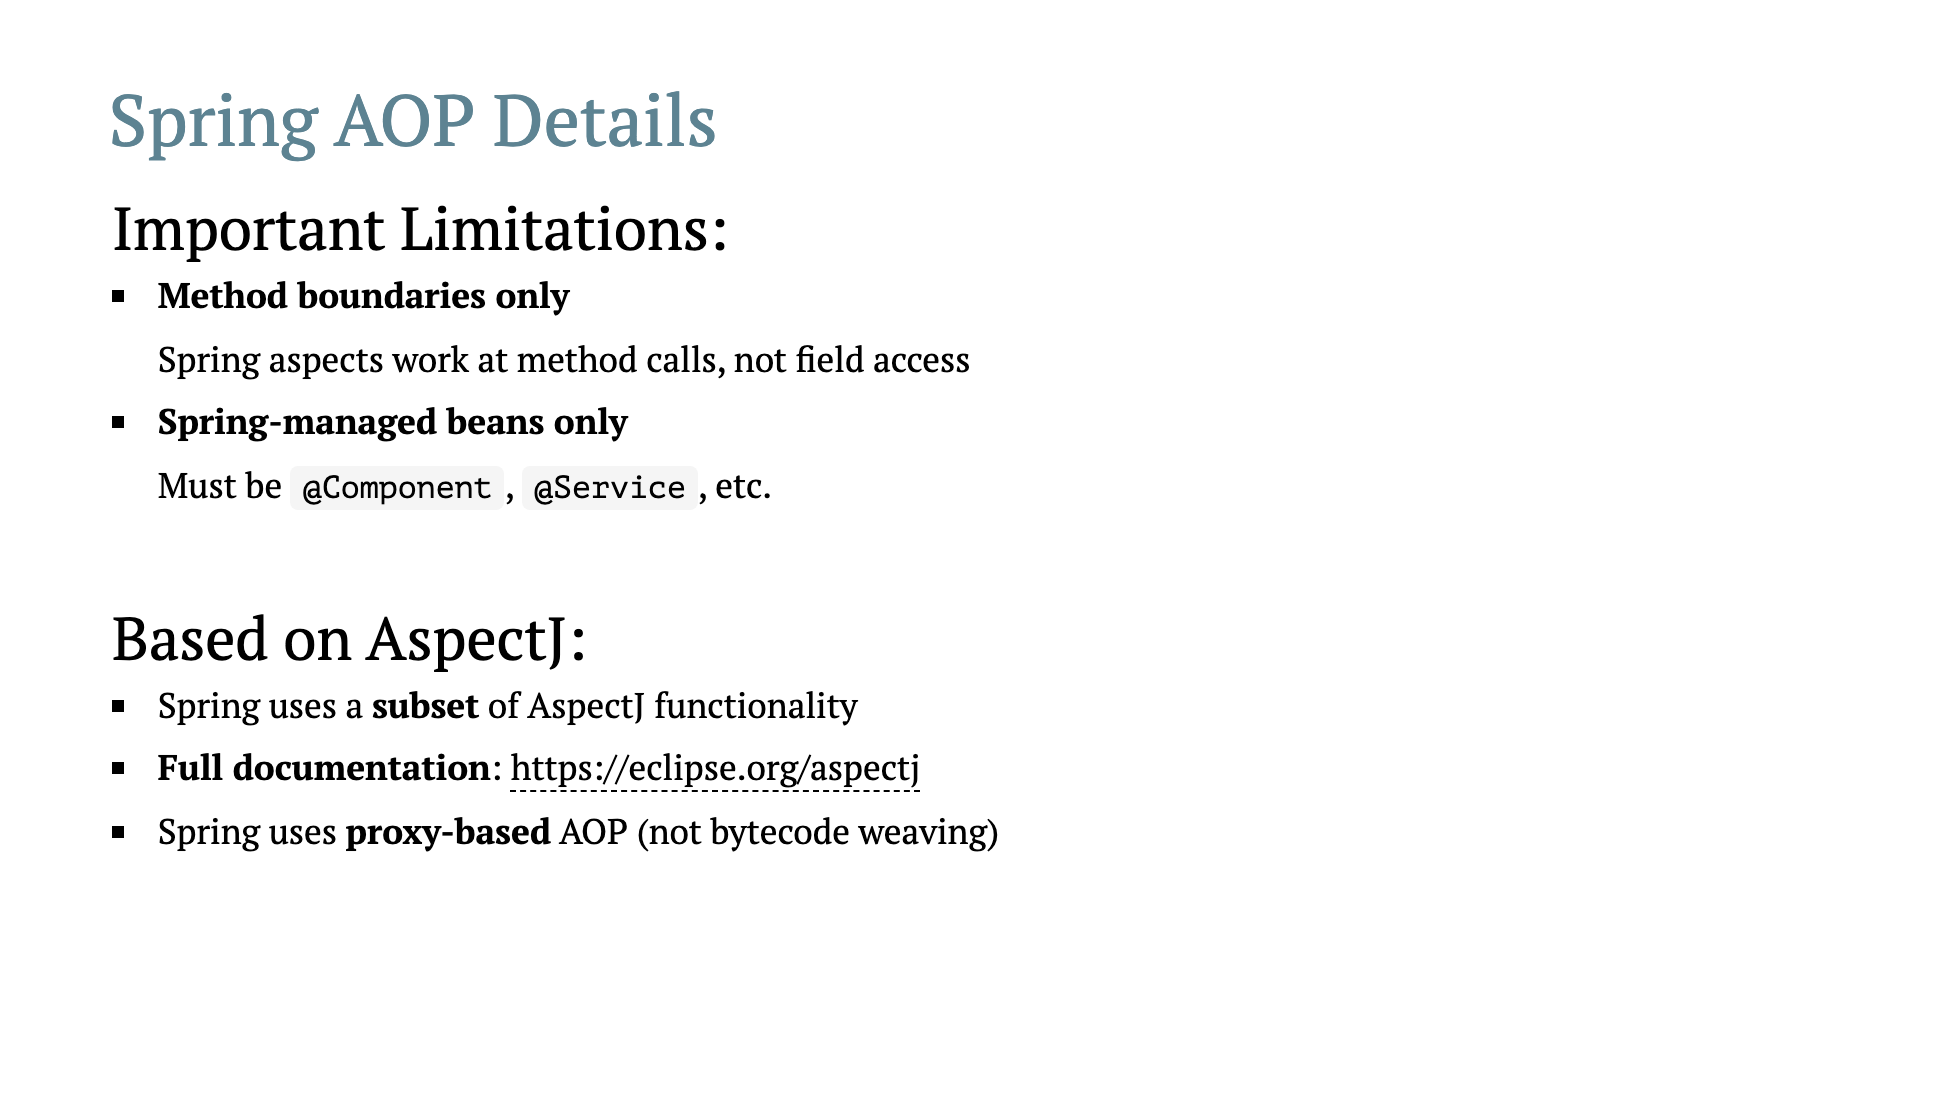 Spring AOP Details
Important Limitations:
▪ Method boundaries only
Spring aspects work at method calls, not field access
▪ Spring-managed beans only
Must be @Component , @Service , etc.
Based on AspectJ:
▪ Spring uses a subset of AspectJ functionality
▪ Full documentation: https://eclipse.org/aspectj
▪ Spring uses proxy-based AOP (not bytecode weaving)